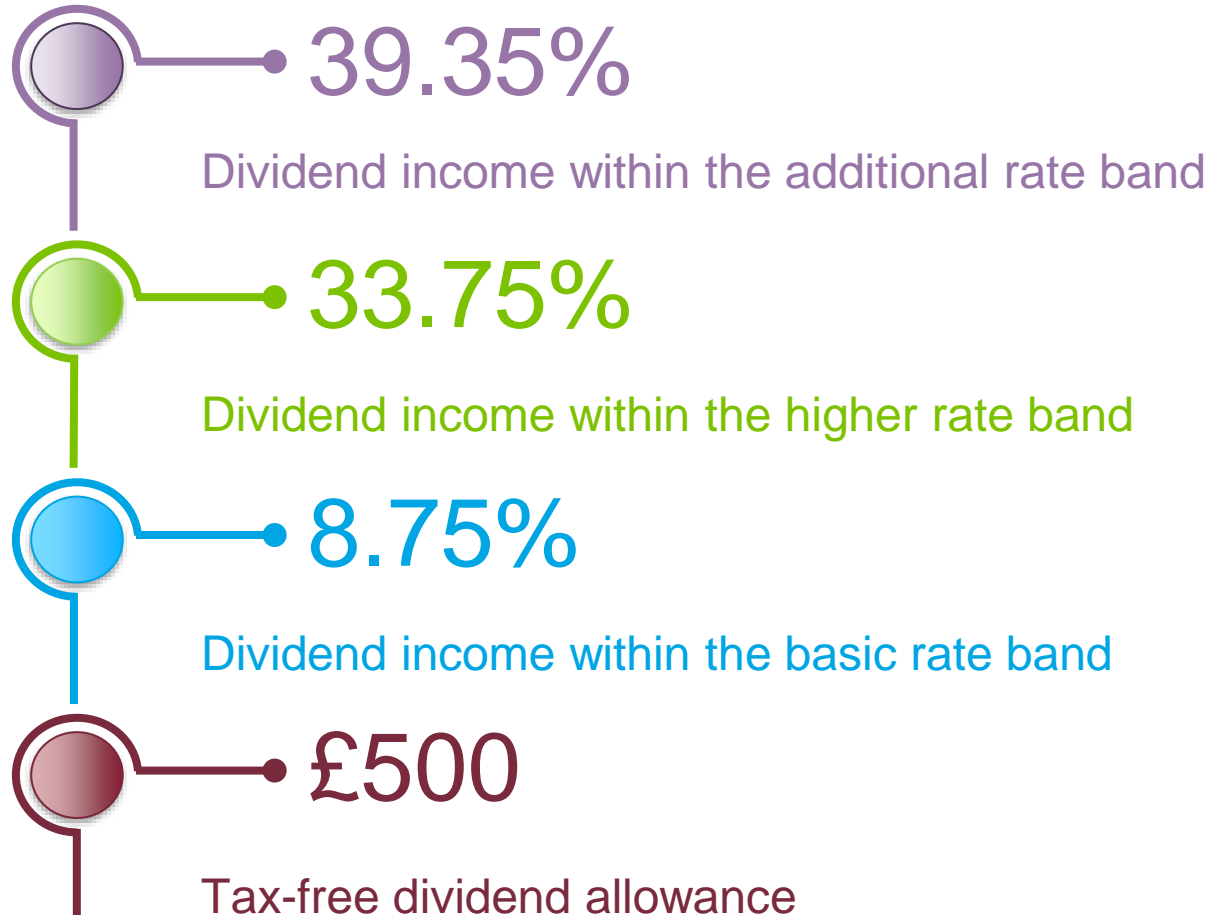 39.35%
Dividend income within the additional rate band
33.75%
Dividend income within the higher rate band
8.75%
Dividend income within the basic rate band
£500
Tax-free dividend allowance